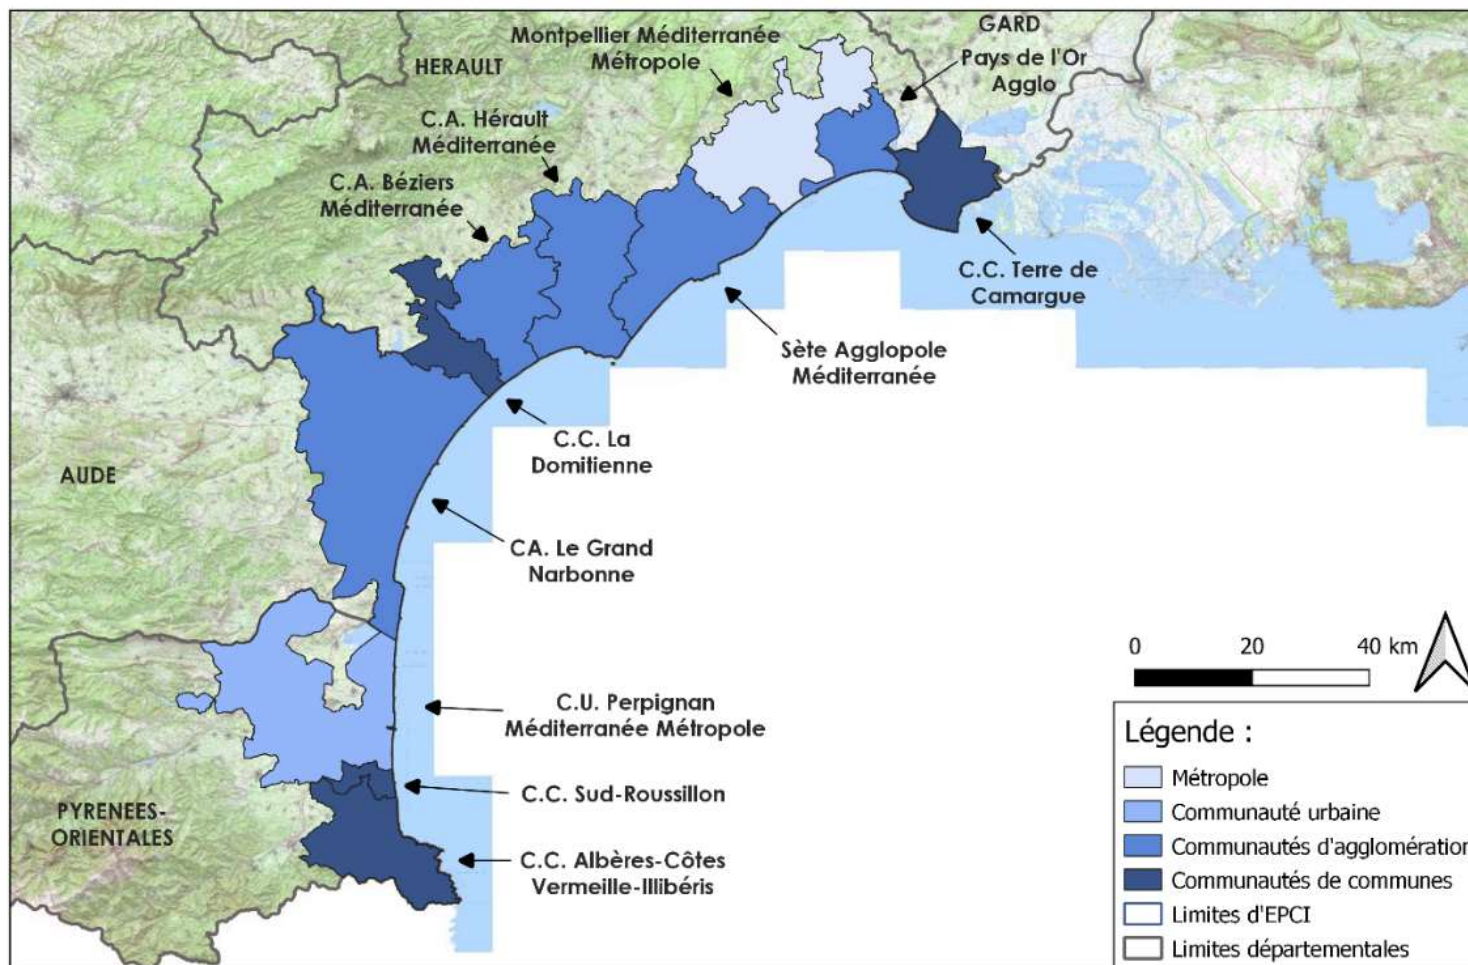 GARD
Montpellier Méditerranée
Métropole
Pays de l'Or
Agglo
HERAULT
C.A. Hérault
Méditerranée
C.A. Béziers
Méditerranée
C.C. Terre de
Camargue
Sète Agglopole
Méditerranée
C.C. La
Domitienne
AUDE
CA. Le Grand
Narbonne
C.U. Perpignan
Méditerranée Métropole
C.C. Sud-Roussillon
PYRENEES-
ORIENTALES
C.C. Albères-Côtes
Vermeille-Illibéris
0 20 40 km
Légende :
Métropole
Communauté urbaine
Communautés d'agglomération
Communautés de communes
Limites d'EPCI
Limites départementales